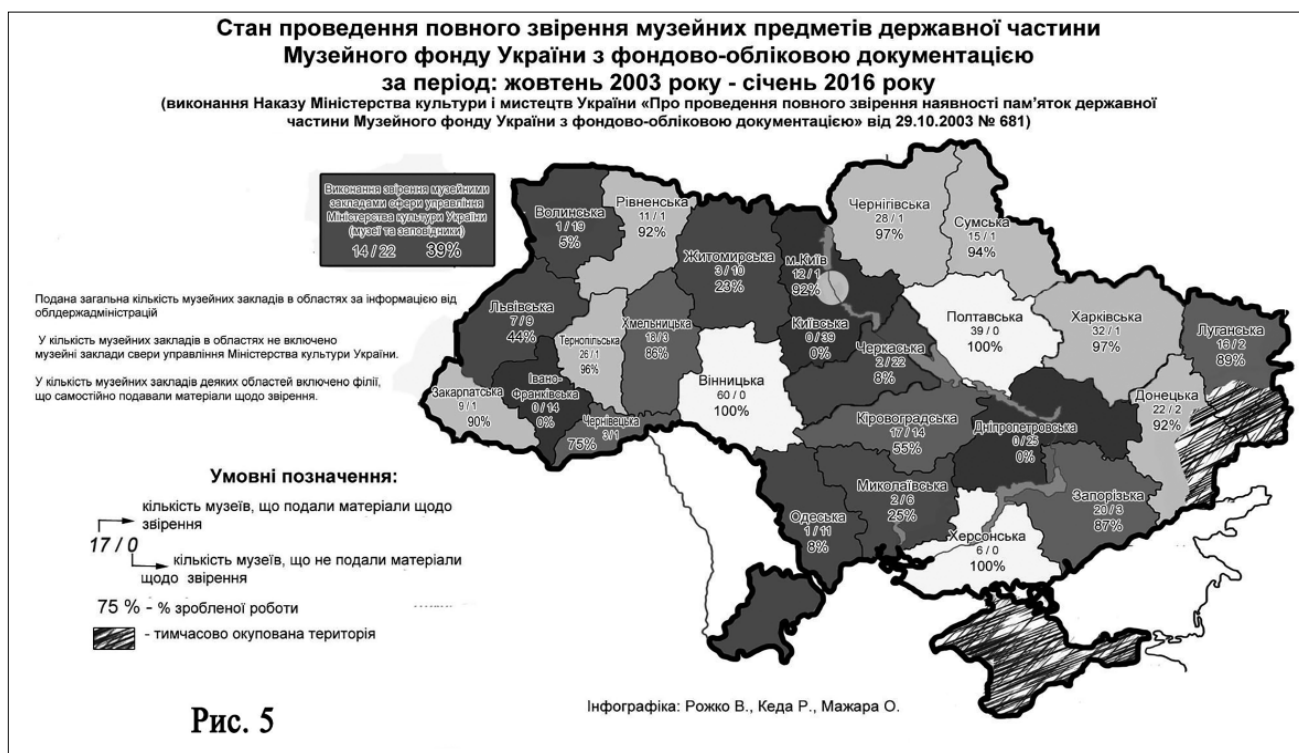 Стан проведення повного звірення музейних предметів державної частини
Музейного фонду України з фондово-обліковою документацією
за період: жовтень 2003 року - січень 2016 року
(виконання Наказу Міністерства культури і мистецтв України «Про проведення повного звірення наявності пам’яток державної
частини Музейного фонду України з фондово-обліковою документацією» від 29.10.2003 № 681)
Виконання звірення музейними
закладами сфери управління
Міністерства культури України
(музеї та заповідники)
14 / 22 39%
Волинська
1 / 19
5%
Рівненська
11 / 1
92%
Житомирська
3 / 10
23%
м.Київ
12 / 1
92%
Чернігівська
28 / 1
97%
Сумська
15 / 1
94%
Львівська
7 / 9
44%
Тернопільська
26 / 1
96%
Хмельницька
18 / 3
86%
Київська
0 / 39
0%
Полтавська
39 / 0
100%
Харківська
32 / 1
97%
Луганська
16 / 2
89%
Черкаська
2 / 22
8%
Вінницька
60 / 0
100%
Закарпатська
9 / 1
90%
Івано-
Франківська
0 / 14
0%
Чернівецька
3 / 1
75%
Кіровоградська
17 / 14
55%
Дніпропетровська
0 / 25
0%
Донецька
22 / 2
92%
Одеська
1 / 11
8%
Миколаївська
2 / 6
25%
Херсонська
6 / 0
100%
Запорізька
20 / 3
87%
Подана загальна кількість музейних закладів в областях за інформацією від
облдержадміністрацій
У кількість музейних закладів в областях не включено
музейні заклади свери управління Міністерства культури України.
У кількість музейних закладів деяких областей включено філії,
що самостійно подавали матеріали щодо звірення.
Умовні позначення:
кількість музеїв, що подали матеріали щодо
звірення
17 / 0
кількість музеїв, що не подали матеріали
щодо звірення
75 % - % зробленої роботи
- тимчасово окупована територія
Інфографіка: Рожко В., Кеда Р., Мажара О.
Рис. 5